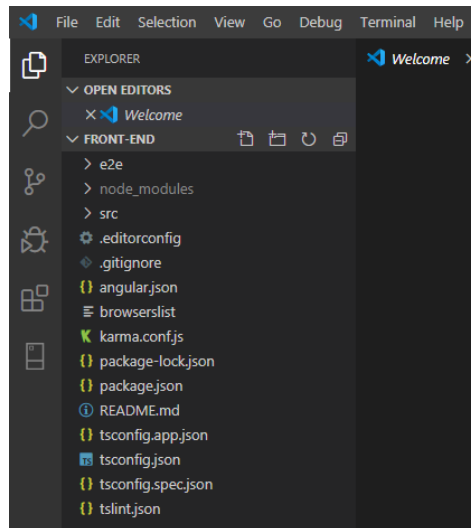 File Edit Selection View Go Debug Terminal Help
EXPLORER
Welcome
OPEN EDITORS
Welcome
FRONT-END
e2e
node_modules
src
.editorconfig
.gitignore
angular.json
browserslist
karma.conf.js
package-lock.json
package.json
README.md
tsconfig.app.json
tsconfig.json
tsconfig.spec.json
tslint.json